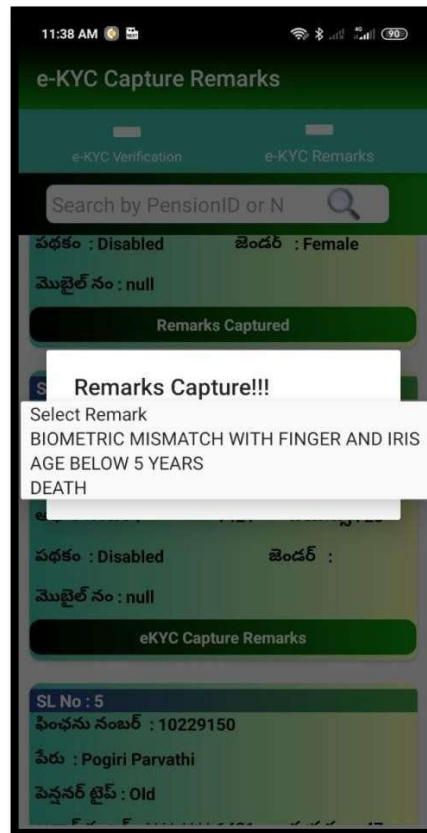 11:38 AM
90
e-KYC Capture Remarks
e-KYC Verification e-KYC Remarks
Search by PensionID or N
పథకం : Disabled జెండర్ : Female
మొబైల్ నం : null
Remarks Captured
S
Remarks Capture!!!
Select Remark
BIOMETRIC MISMATCH WITH FINGER AND IRIS
AGE BELOW 5 YEARS
DEATH
పథకం : Disabled జెండర్ :
మొబైల్ నం : null
eKYC Capture Remarks
SL No : 5
పింఛను నంబర్ : 10229150
పేరు : Pogiri Parvathi
పెన్షనర్ టైప్ : Old